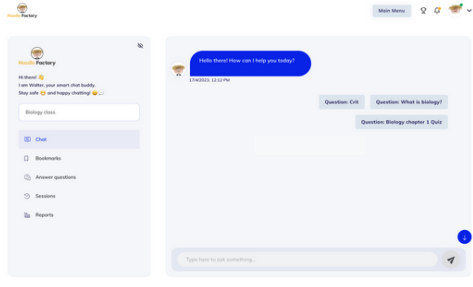 Noodle Factory
Main Menu
Noodle Factory
Hi there! 👋
I am Walter, your smart chat buddy.
Stay safe 😷 and happy chatting! 😄💬
Biology class
Chat
Bookmarks
Answer questions
Sessions
Reports
Hello there! How can I help you today?
17/4/2023, 12:12 PM
Question: Crit
Question: What is biology?
Question: Biology chapter 1 Quiz
Type here to ask something...